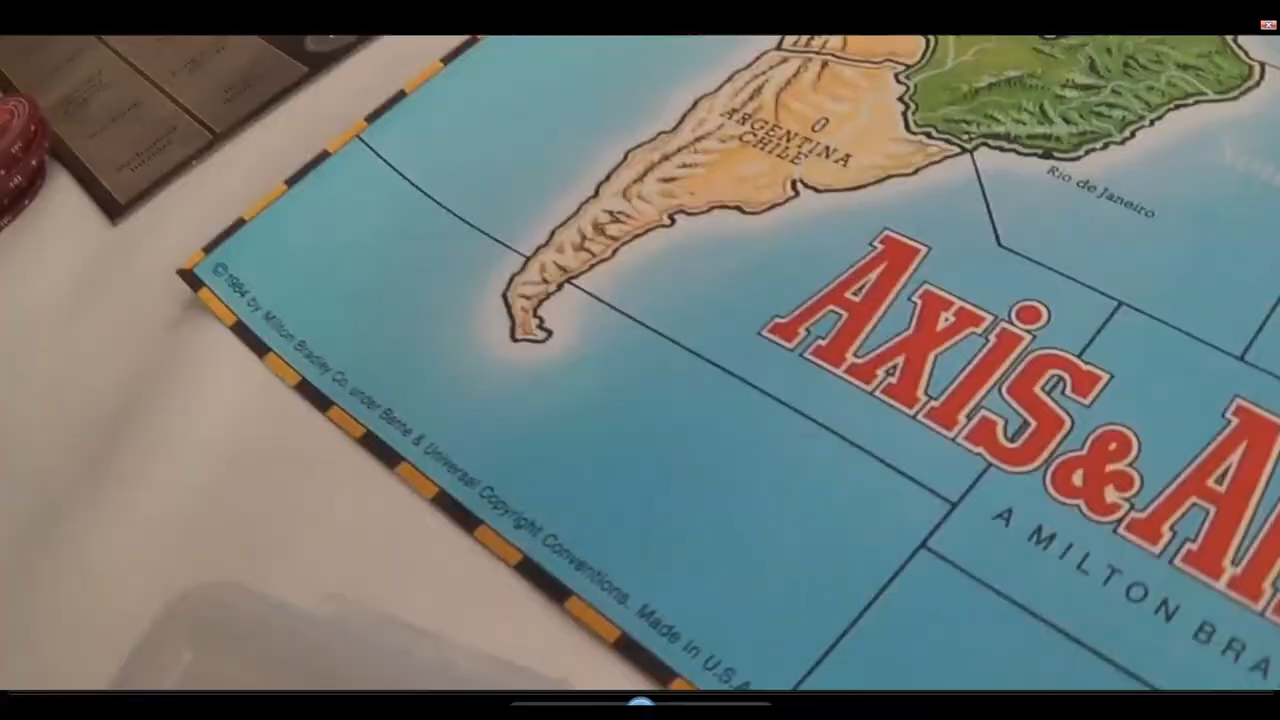 0
ARGENTINA
CHILE
Rio de Janeiro
AXIS & A
A MILTON BRA
©1984 by Milton Bradley Co. under Berne & Universal Copyright Conventions. Made in U.S.A